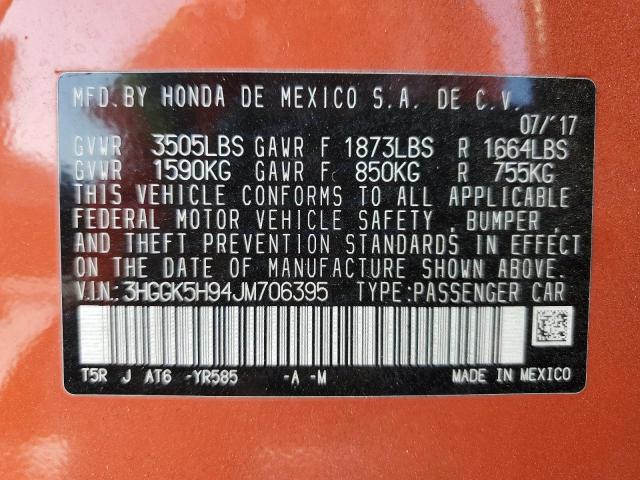 MFD. BY HONDA DE MEXICO S.A. DE C.V.
07/'17
GVWR 3505LBS GAWR F 1873LBS R 1664LBS
GVWR 1590KG GAWR F 850KG R 755KG
THIS VEHICLE CONFORMS TO ALL APPLICABLE
FEDERAL MOTOR VEHICLE SAFETY , BUMPER ,
AND THEFT PREVENTION STANDARDS IN EFFECT
ON THE DATE OF MANUFACTURE SHOWN ABOVE.
V.I.N.: 3HGGK5H94JM706395 TYPE:PASSENGER CAR
T5R J AT6 -YR585 -A -M MADE IN MEXICO